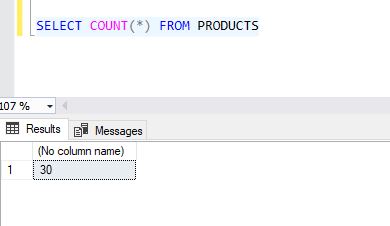 SELECT COUNT(*) FROM PRODUCTS
107 %
Results Messages
(No column name)
1 30